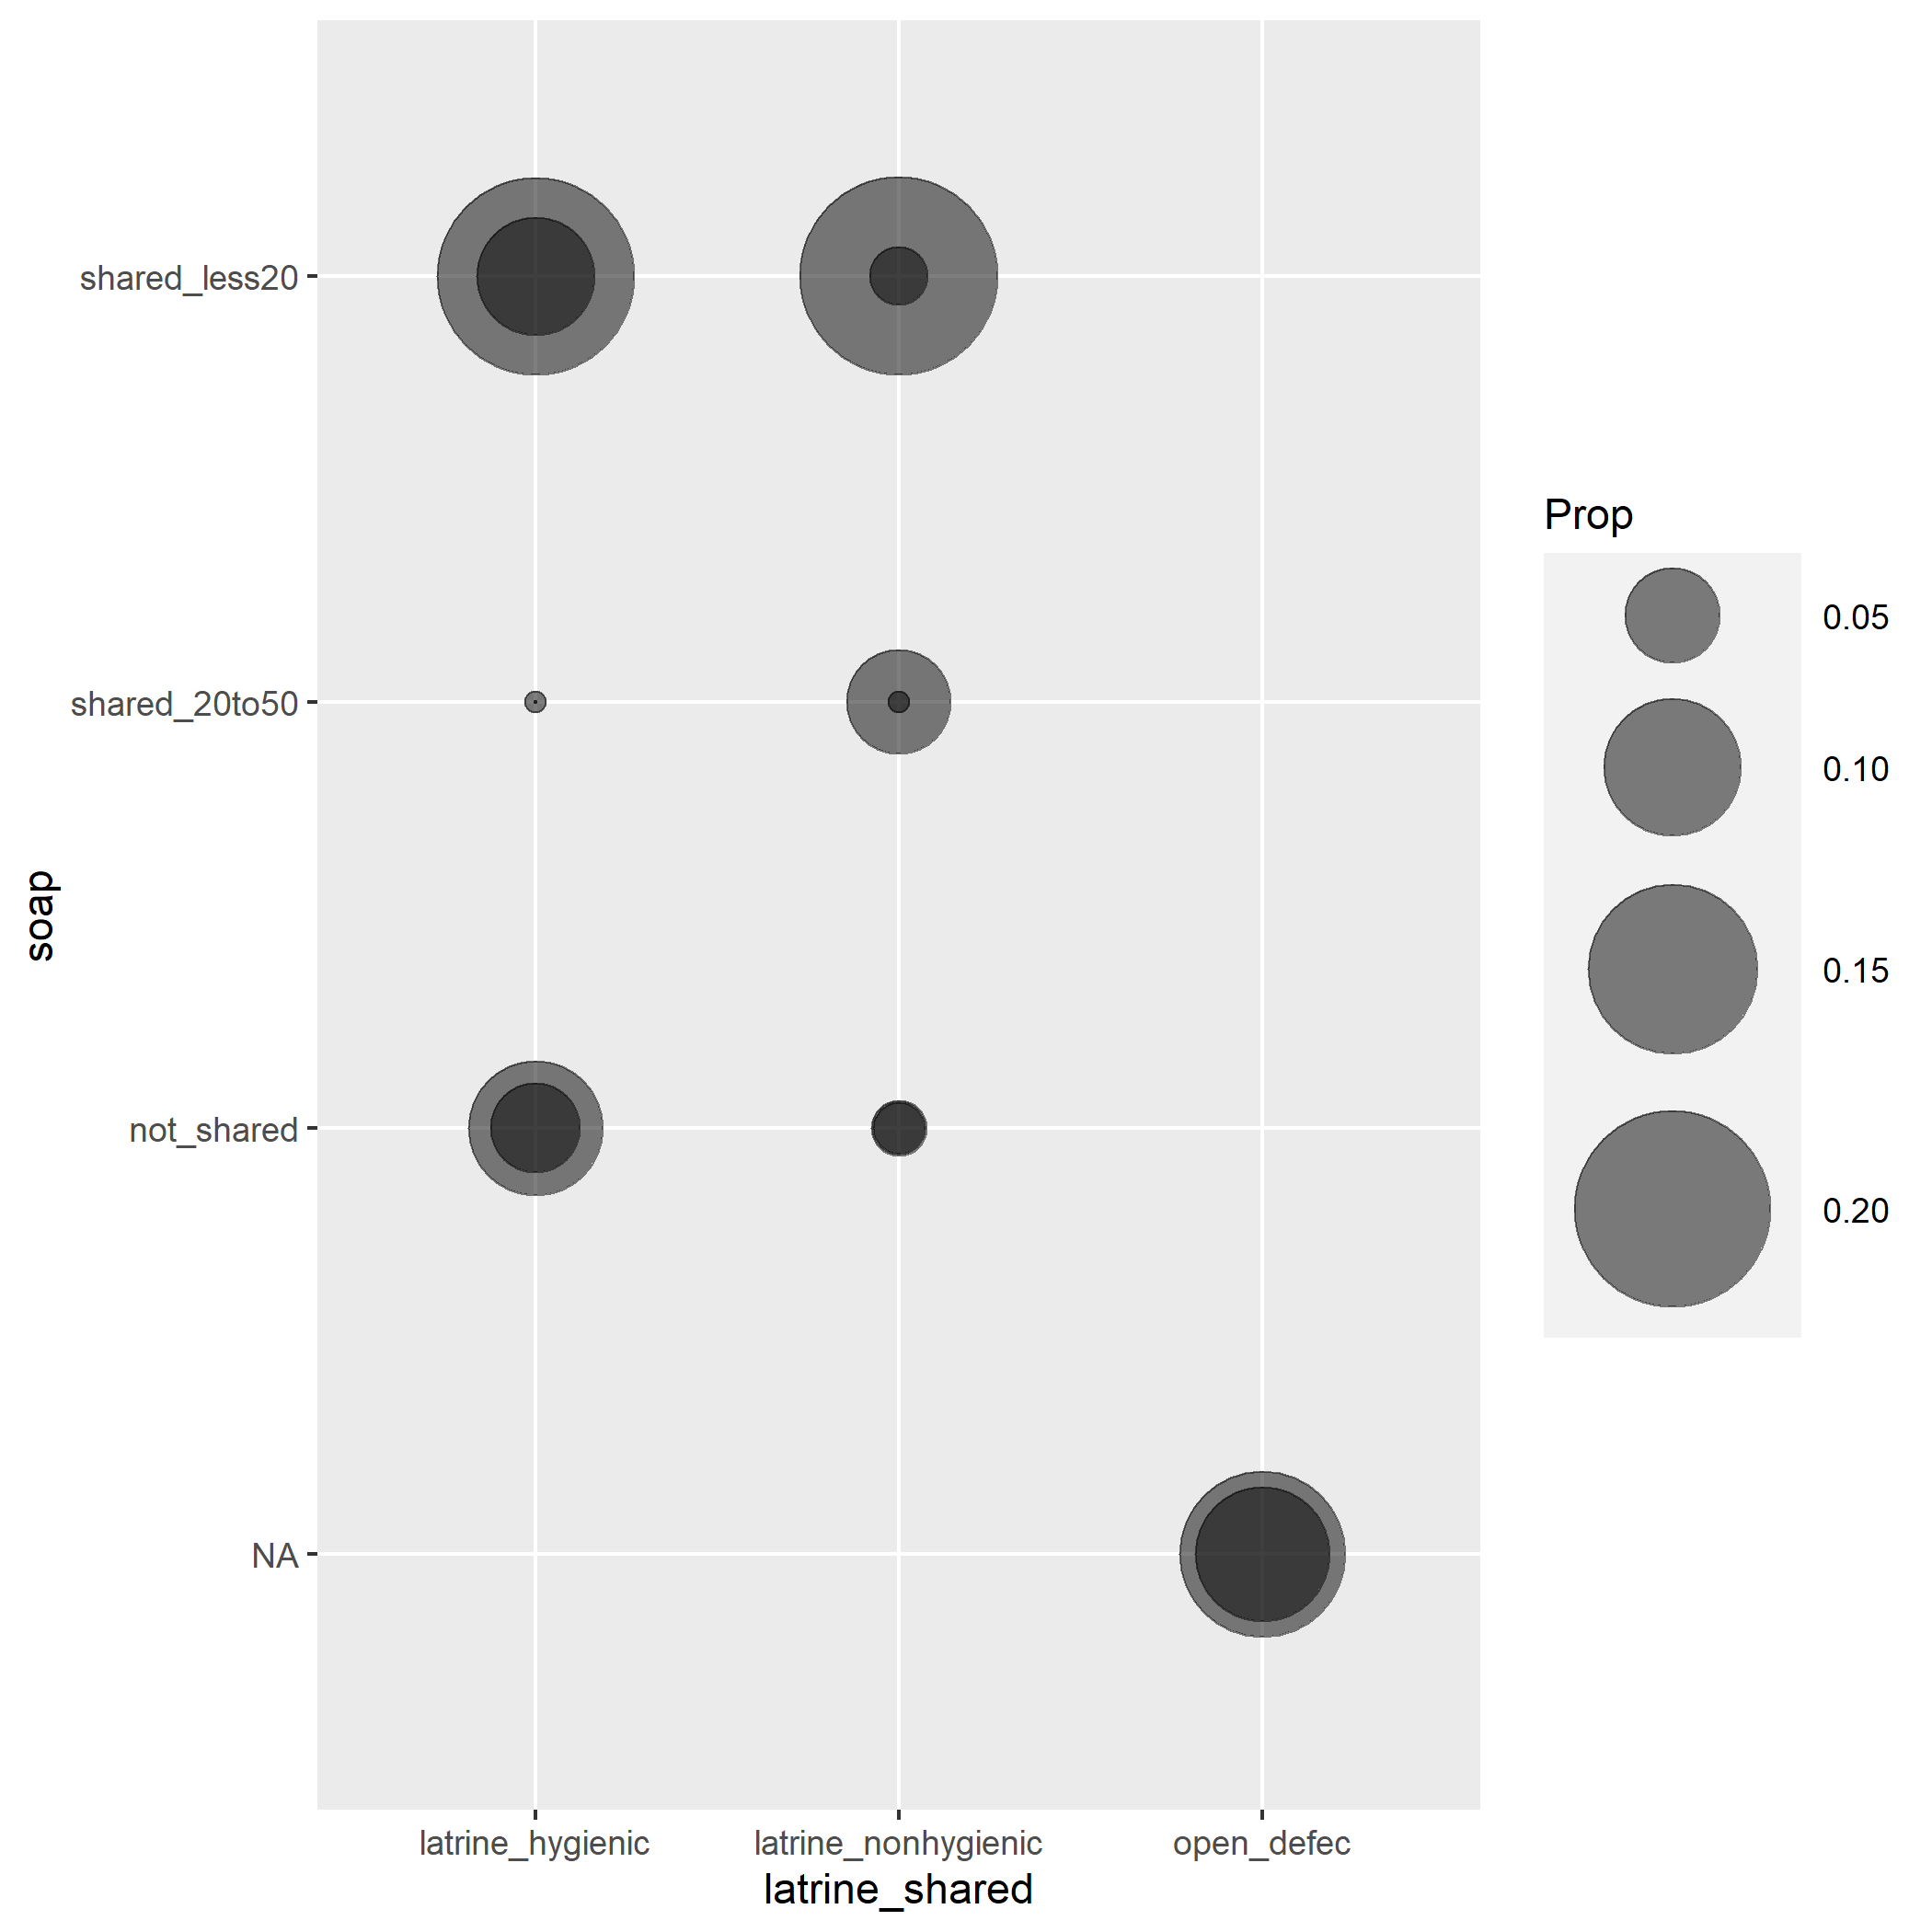 shared_less20
shared_20to50
not_shared
NA
soap
latrine_hygienic
latrine_nonhygienic
open_defec
latrine_shared
Prop
0.05
0.10
0.15
0.20